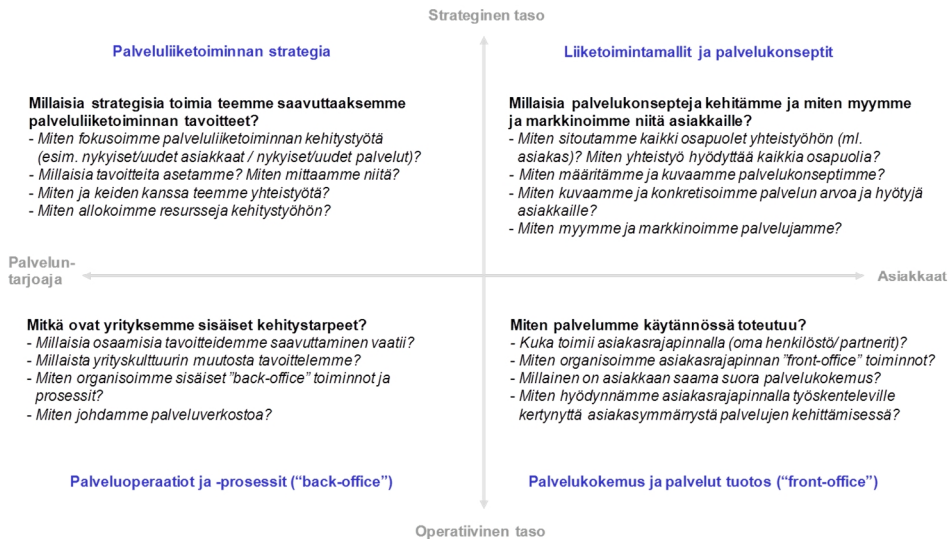 Strateginen taso
Palveluliiketoiminnan strategia
Millaisia strategisia toimia teemme saavuttaaksemme
palveluliiketoiminnan tavoitteet?
- Miten fokusoimme palveluliiketoiminnan kehitystyötä
(esim. nykyiset/uudet asiakkaat / nykyiset/uudet palvelut)?
- Millaisia tavoitteita asetamme? Miten mittaamme niitä?
- Miten ja keiden kanssa teemme yhteistyötä?
- Miten allokoimme resursseja kehitystyöhön?
Liiketoimintamallit ja palvelukonseptit
Millaisia palvelukonsepteja kehitämme ja miten myymme
ja markkinoimme niitä asiakkaille?
- Miten sitoutamme kaikki osapuolet yhteistyöhön (ml.
asiakas)? Miten yhteistyö hyödyttää kaikkia osapuolia?
- Miten määritämme ja kuvaamme palvelukonseptimme?
- Miten kuvaamme ja konkretisoimme palvelun arvoa ja hyötyjä
asiakkaille?
- Miten myymme ja markkinoimme palvelujamme?
Palvelun-
tarjoaja
Asiakkaat
Mitkä ovat yrityksemme sisäiset kehitystarpeet?
- Millaisia osaamisia tavoitteidemme saavuttaminen vaatii?
- Millaista yrityskulttuurin muutosta tavoittelemme?
- Miten organisoimme sisäiset ”back-office” toiminnot ja
prosessit?
- Miten johdamme palveluverkostoa?
Palveluoperaatiot ja -prosessit (“back-office”)
Miten palvelumme käytännössä toteutuu?
- Kuka toimii asiakasrajapinnalla (oma henkilöstö/ partnerit)?
- Miten organisoimme asiakasrajapinnan ”front-office” toiminnot?
- Millainen on asiakkaan saama suora palvelukokemus?
- Miten hyödynnämme asiakasrajapinnalla työskenteleville
kertynyttä asiakasymmärrystä palvelujen kehittämisessä?
Palvelukokemus ja palvelut tuotos (“front-office”)
Operatiivinen taso